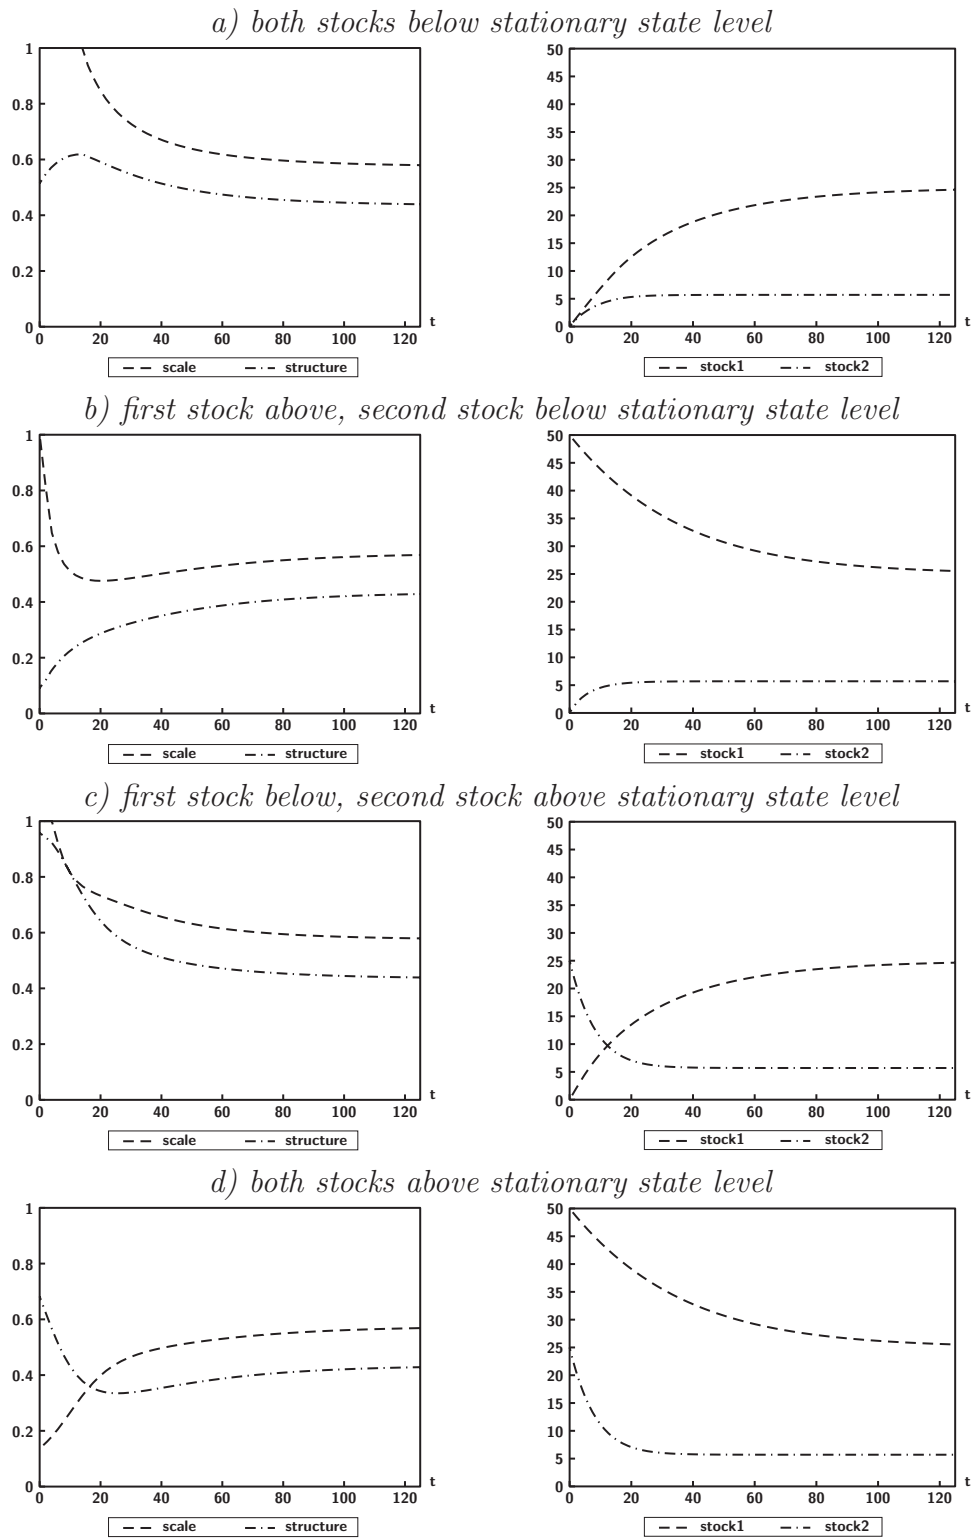 a) both stocks below stationary state level
1
0.8
0.6
0.4
0.2
0
0 20 40 60 80 100 120
t
scale structure
50
45
40
35
30
25
20
15
10
5
0
0 20 40 60 80 100 120
t
stock1 stock2
b) first stock above, second stock below stationary state level
1
0.8
0.6
0.4
0.2
0
0 20 40 60 80 100 120
t
scale structure
50
45
40
35
30
25
20
15
10
5
0
0 20 40 60 80 100 120
t
stock1 stock2
c) first stock below, second stock above stationary state level
1
0.8
0.6
0.4
0.2
0
0 20 40 60 80 100 120
t
scale structure
50
45
40
35
30
25
20
15
10
5
0
0 20 40 60 80 100 120
t
stock1 stock2
d) both stocks above stationary state level
1
0.8
0.6
0.4
0.2
0
0 20 40 60 80 100 120
t
scale structure
50
45
40
35
30
25
20
15
10
5
0
0 20 40 60 80 100 120
t
stock1 stock2